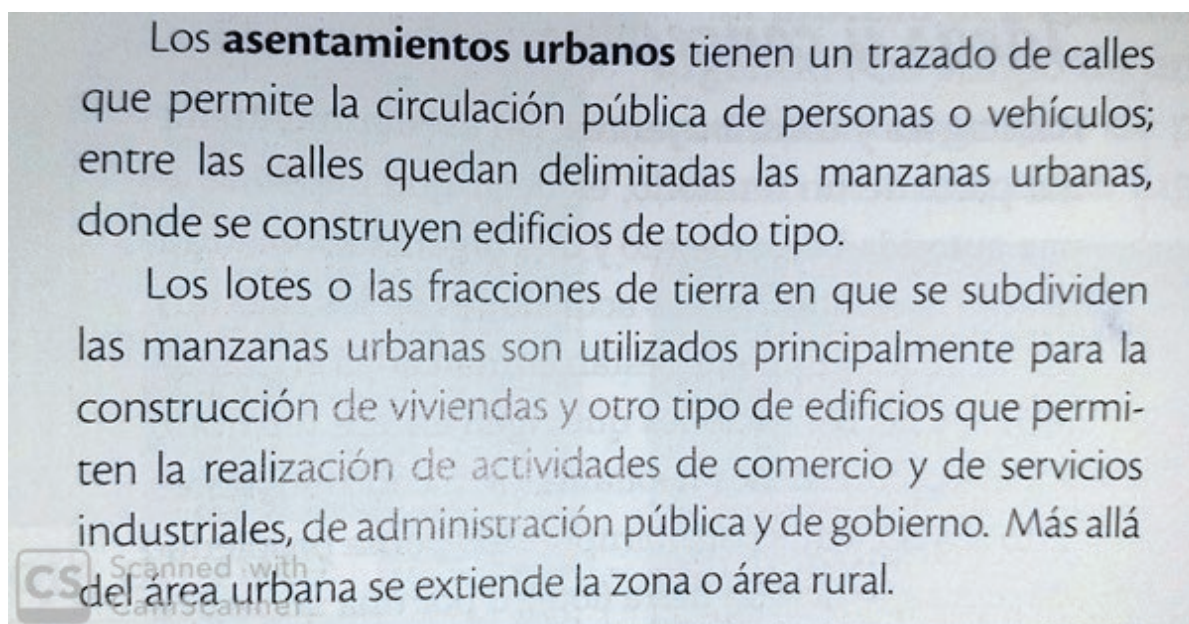 Los asentamientos urbanos tienen un trazado de calles
que permite la circulación pública de personas o vehículos;
entre las calles quedan delimitadas las manzanas urbanas,
donde se construyen edificios de todo tipo.
Los lotes o las fracciones de tierra en que se subdividen
las manzanas urbanas son utilizados principalmente para la
construcción de viviendas y otro tipo de edificios que permi-
ten la realización de actividades de comercio y de servicios
industriales, de administración pública y de gobierno. Más allá
del área urbana se extiende la zona o área rural.
CS Scanned with
CamScanner